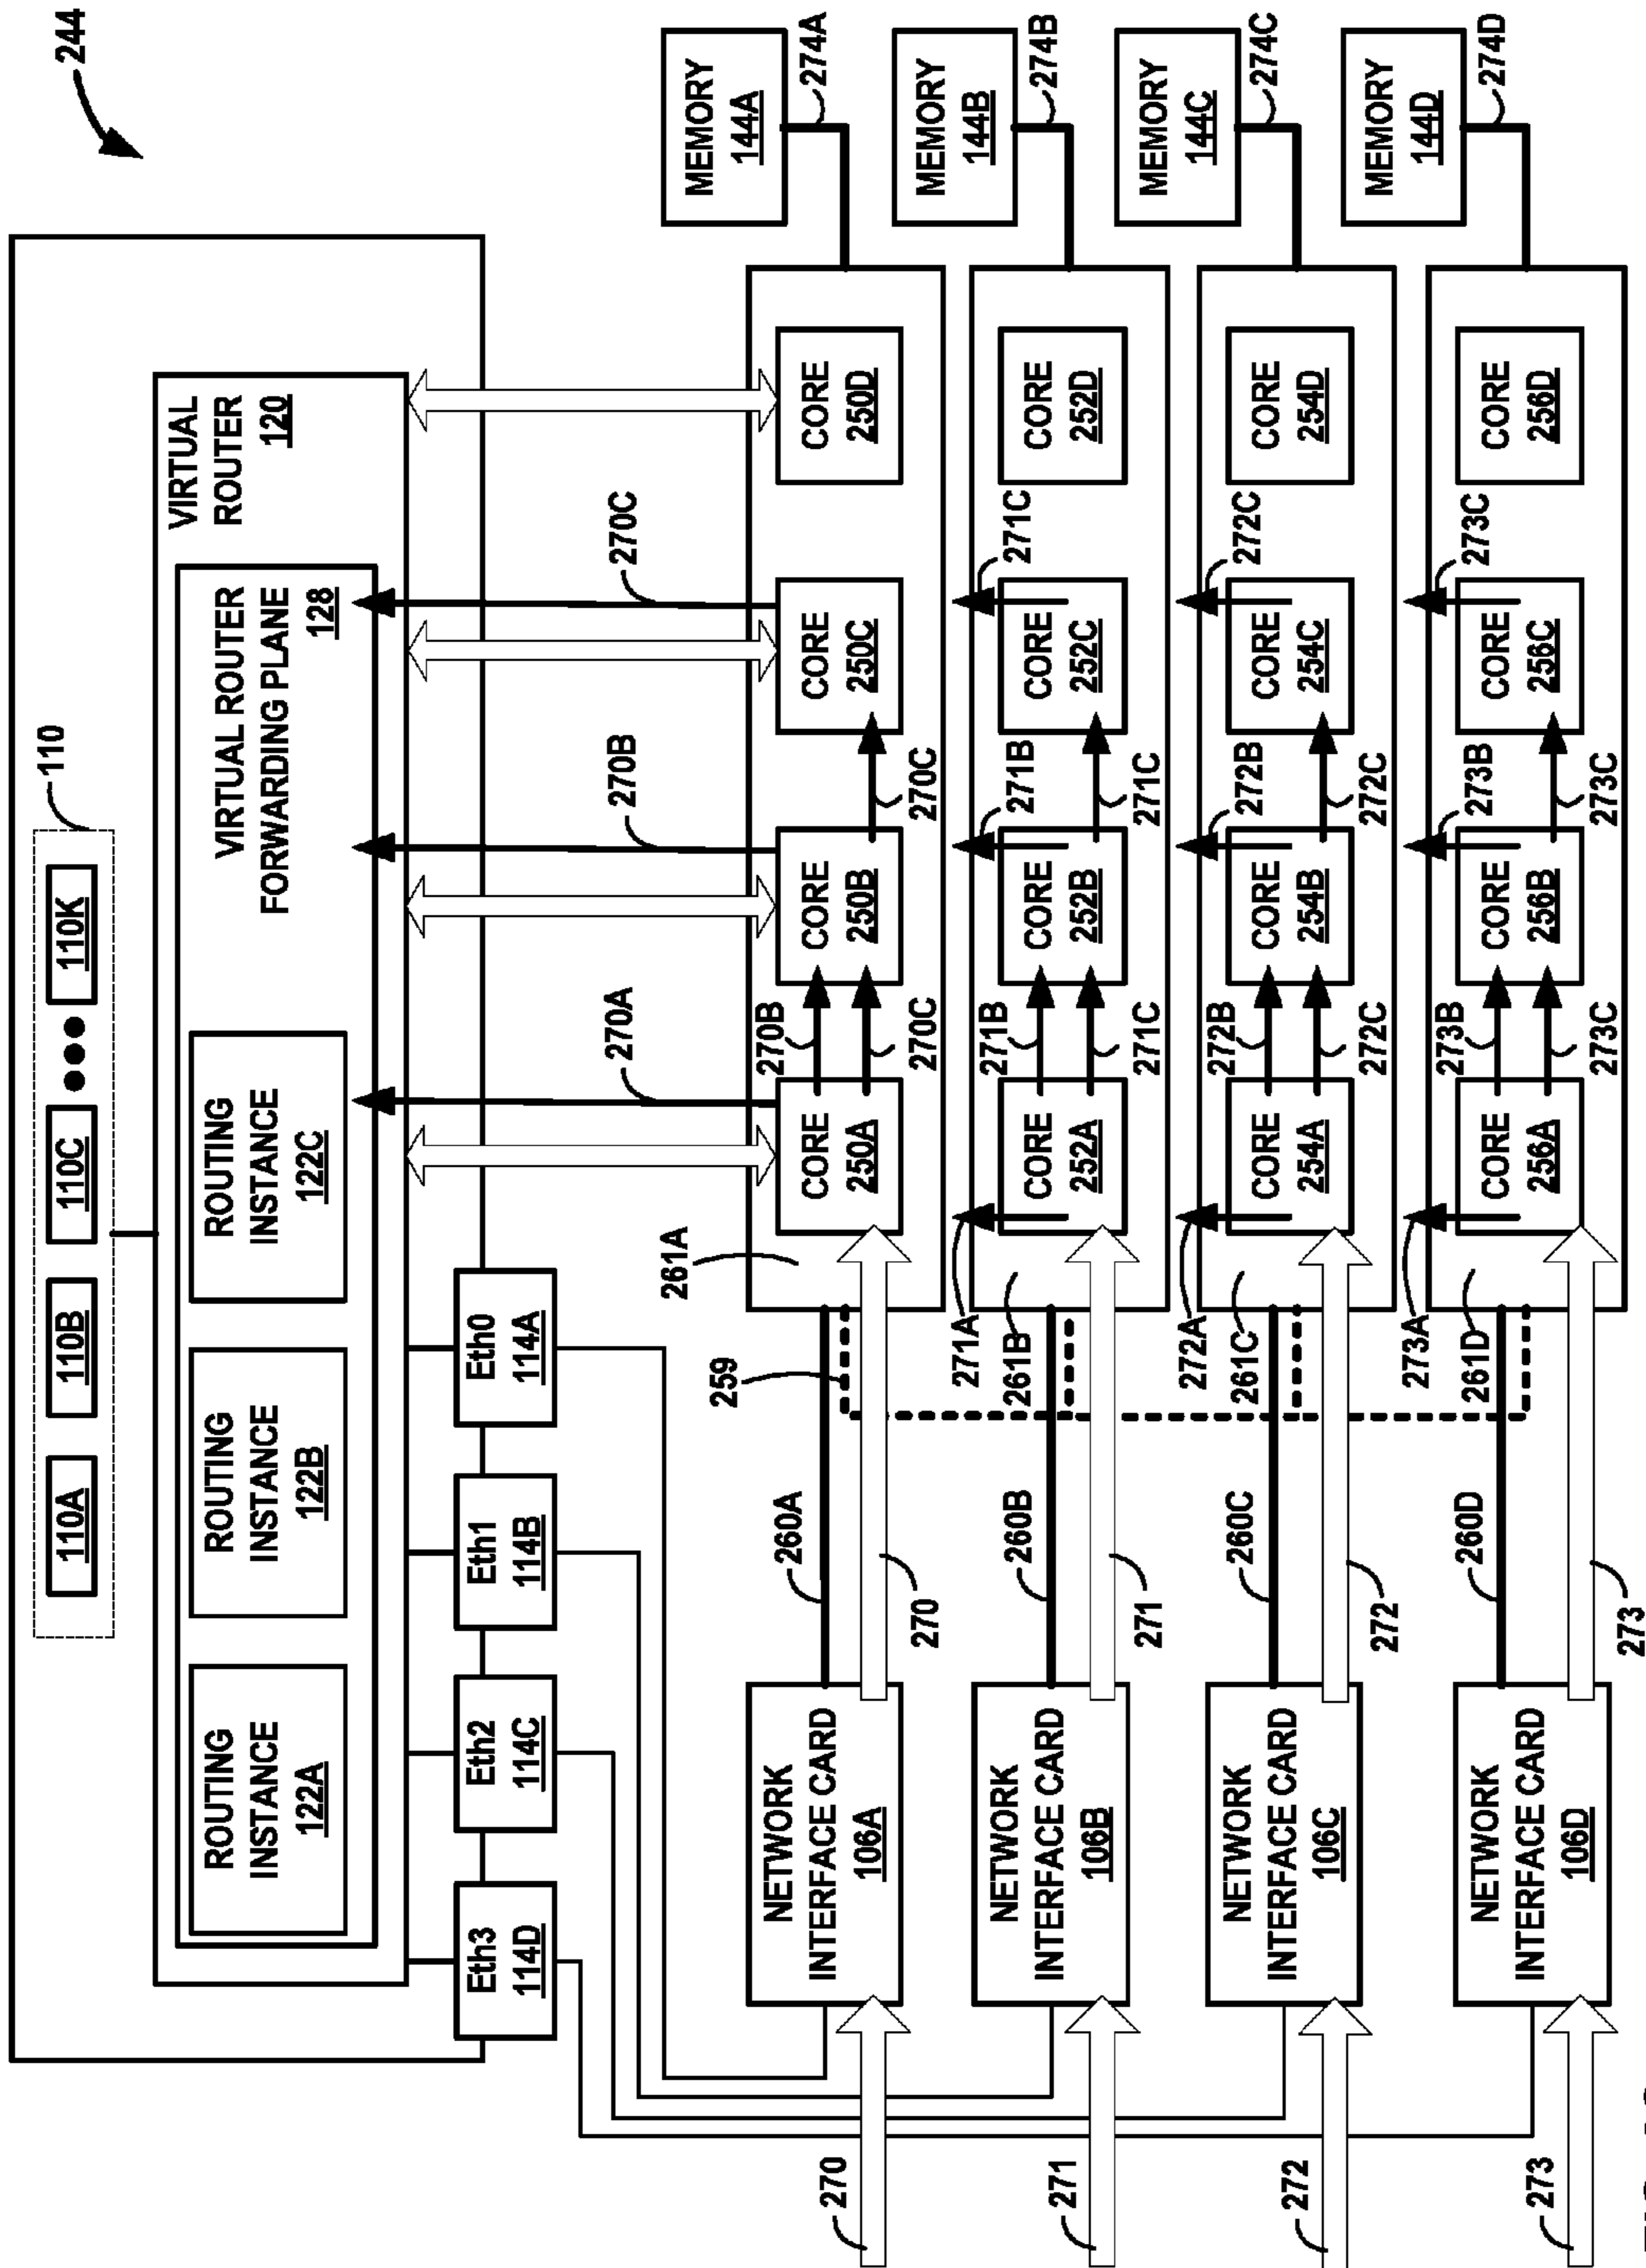 244
110
110A
110B
110C
110K
VIRTUAL
ROUTER
120
VIRTUAL ROUTER
FORWARDING PLANE
128
ROUTING
INSTANCE
122A
ROUTING
INSTANCE
122B
ROUTING
INSTANCE
122C
Eth3
114D
Eth2
114C
Eth1
114B
Eth0
114A
270A
270B
270C
259
261A
270
NETWORK
INTERFACE CARD
106A
260A
270
CORE
250A
270B
270C
CORE
250B
270C
CORE
250C
CORE
250D
MEMORY
144A
274A
271
NETWORK
INTERFACE CARD
106B
260B
271
271A
261B
CORE
252A
271B
271C
CORE
252B
271B
271C
CORE
252C
271C
CORE
252D
MEMORY
144B
274B
272
NETWORK
INTERFACE CARD
106C
260C
272
272A
261C
CORE
254A
272B
272C
CORE
254B
272B
272C
CORE
254C
272C
CORE
254D
MEMORY
144C
274C
273
NETWORK
INTERFACE CARD
106D
260D
273
273A
261D
CORE
256A
273B
273C
CORE
256B
273B
273C
CORE
256C
273C
CORE
256D
MEMORY
144D
274D